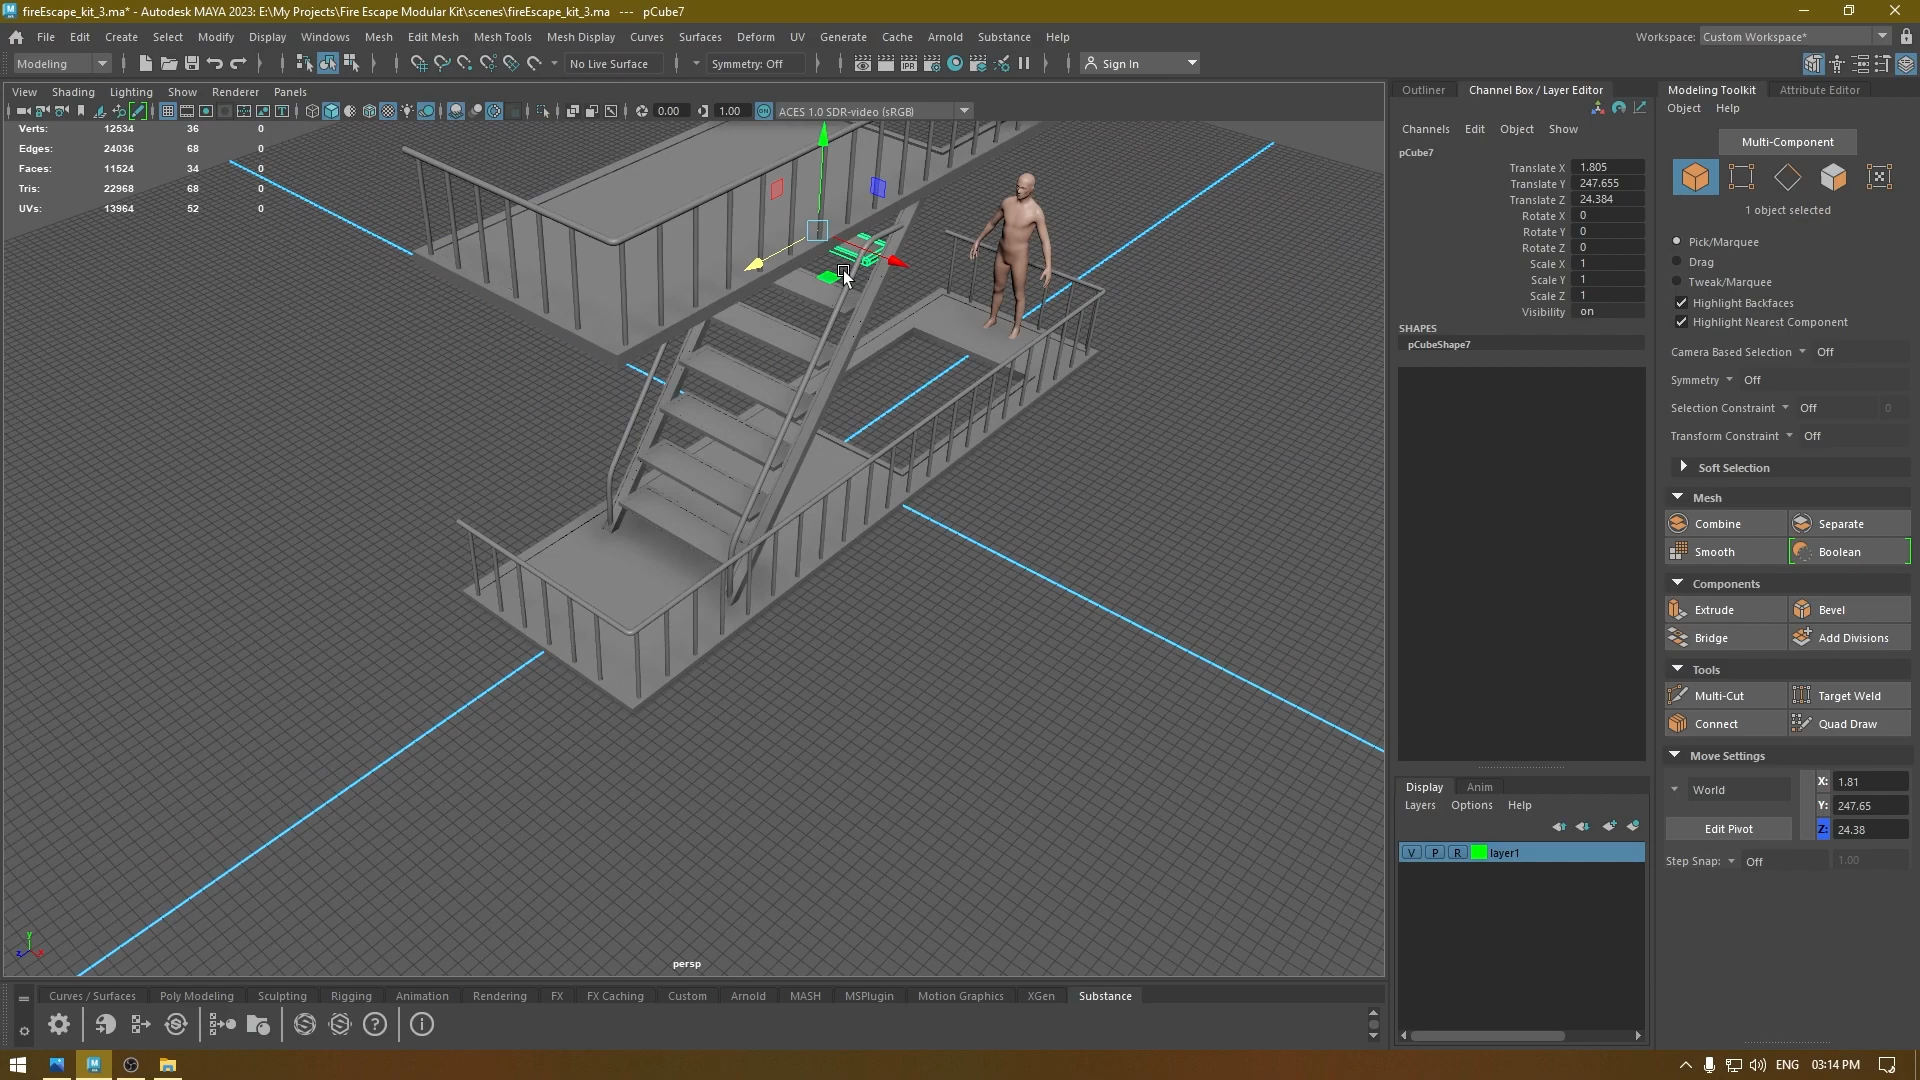 fireEscape_kit_3.ma* - Autodesk MAYA 2023: E:\My Projects\Fire Escape Modular Kit\scenes\fireEscape_kit_3.ma   ---   pCube7
File Edit Create Select Modify Display Windows Mesh Edit Mesh Mesh Tools Mesh Display Curves Surfaces Deform UV Generate Cache Arnold Substance Help Workspace: Custom Workspace*
Modeling No Live Surface Symmetry: Off IPR Sign In
View Shading Lighting Show Renderer Panels
0.00 1.00 ON ACES 1.0 SDR-video (sRGB)
Verts: 12534 36 0
Edges: 24036 68 0
Faces: 11524 34 0
Tris: 22968 68 0
UVs: 13964 52 0
persp
y
z x
Outliner Channel Box / Layer Editor
Channels Edit Object Show
pCube7
Translate X 1.805
Translate Y 247.655
Translate Z 24.384
Rotate X 0
Rotate Y 0
Rotate Z 0
Scale X 1
Scale Y 1
Scale Z 1
Visibility on
SHAPES
pCubeShape7
Display Anim
Layers Options Help
V P R layer1
Modeling Toolkit Attribute Editor
Object Help
Multi-Component
1 object selected
Pick/Marquee
Drag
Tweak/Marquee
Highlight Backfaces
Highlight Nearest Component
Camera Based Selection Off
Symmetry Off
Selection Constraint Off 0
Transform Constraint Off
Soft Selection
Mesh
Combine Separate
Smooth Boolean
Components
Extrude Bevel
Bridge Add Divisions
Tools
Multi-Cut Target Weld
Connect Quad Draw
Move Settings
World X: 1.81
Y: 247.65
Edit Pivot Z: 24.38
Step Snap: Off 1.00
Curves / Surfaces Poly Modeling Sculpting Rigging Animation Rendering FX FX Caching Custom Arnold MASH MSPlugin Motion Graphics XGen Substance
ENG 03:14 PM